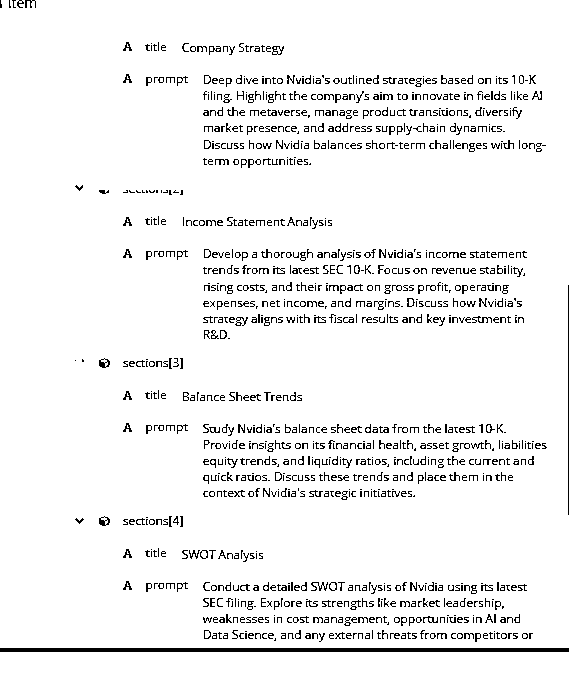 item
A title Company Strategy
A prompt Deep dive into Nvidia's outlined strategies based on its 10-K
filing. Highlight the company's aim to innovate in fields like AI
and the metaverse, manage product transitions, diversify
market presence, and address supply-chain dynamics.
Discuss how Nvidia balances short-term challenges with long-
term opportunities.
sections[2]
A title Income Statement Analysis
A prompt Develop a thorough analysis of Nvidia's income statement
trends from its latest SEC 10-K. Focus on revenue stability,
rising costs, and their impact on gross profit, operating
expenses, net income, and margins. Discuss how Nvidia's
strategy aligns with its fiscal results and key investment in
R&D.
sections[3]
A title Balance Sheet Trends
A prompt Study Nvidia's balance sheet data from the latest 10-K.
Provide insights on its financial health, asset growth, liabilities
equity trends, and liquidity ratios, including the current and
quick ratios. Discuss these trends and place them in the
context of Nvidia's strategic initiatives.
sections[4]
A title SWOT Analysis
A prompt Conduct a detailed SWOT analysis of Nvidia using its latest
SEC filing. Explore its strengths like market leadership,
weaknesses in cost management, opportunities in AI and
Data Science, and any external threats from competitors or